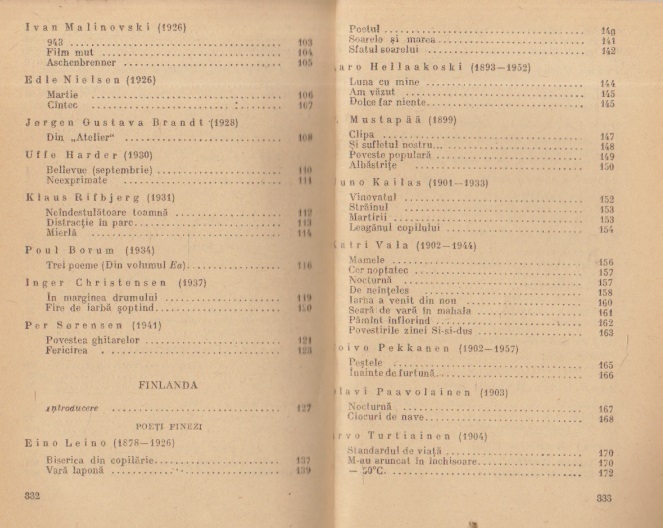 Ivan Malinovski (1926)
943 ........ 103
Film mut ........ 104
Aschenbrenner ........ 105
Edle Nielsen (1926)
Martie ........ 106
Cîntec ........ 107
Jørgen Gustava Brandt (1928)
Din „Atelier“ ........ 108
Uffe Harder (1930)
Bellevue (septembrie) ........ 110
Neexprimate ........ 111
Klaus Rifbjerg (1931)
Neîndestulătoare toamnă ........ 112
Distracție în parc ........ 113
Mierlă ........ 114
Poul Borum (1934)
Trei poeme (Din volumul Ea) ........ 116
Inger Christensen (1937)
În marginea drumului ........ 119
Fire de iarbă șoptind ........ 120
Per Sørensen (1941)
Povestea ghitarelor ........ 121
Fericirea ........ 123
FINLANDA
Introducere ........ 127
POEȚI FINEZI
Eino Leino (1878—1926)
Biserica din copilărie ........ 137
Vară laponă ........ 139
332
Poetul ........ 140
Soarele și marea ........ 141
Sfatul soarelui ........ 142
aro Hellaakoski (1893—1952)
Luna cu mine ........ 144
Am văzut ........ 145
Dolce far niente ........ 145
Mustapää (1899)
Clipa ........ 147
Și sufletul nostru... ........ 148
Poveste populară ........ 149
Albăstrițe ........ 150
uno Kailas (1901—1933)
Vinovatul ........ 152
Străinul ........ 153
Martirii ........ 153
Leagănul copilului ........ 154
atri Vala (1902—1944)
Mamele ........ 156
Cer noptatec ........ 157
Nocturnă ........ 157
De neînțeles ........ 158
Iarna a venit din nou ........ 160
Seară de vară în mahala ........ 161
Pămînt înflorind ........ 162
Povestirile zînei Si-și-dus ........ 163
oivo Pekkanen (1902—1957)
Peștele ........ 165
Înainte de furtună ........ 166
lavi Paavolainen (1903)
Nocturnă ........ 167
Ciocuri de nave ........ 168
rvo Turtiainen (1904)
Standardul de viață ........ 170
M-au aruncat în închisoare ........ 170
— 50°C ........ 172
333